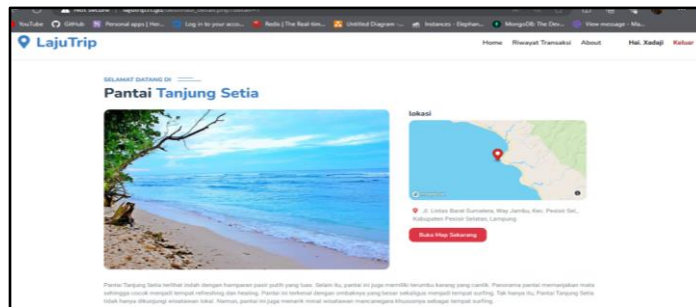 YouTube GitHub Personal apps | Her... Log in to your acco... Redis | The Real-tim... Untitled Diagram -... Instances - Elephan... MongoDB: The Dev... View message - Ma...
LajuTrip
Home Riwayat Transaksi About Hai. Xadaji Keluar
SELAMAT DATANG DI
Pantai Tanjung Setia
lokasi
Jl. Lintas Barat Sumatera, Way Jambu, Kec. Pesisir Sel.,
Kabupaten Pesisir Selatan, Lampung
Buka Map Sekarang
Pantai Tanjung Setia terlihat indah dengan hamparan pasir putih yang luas. Selain itu, pantai ini juga memiliki terumbu karang yang cantik. Panorama pantai memanjakan mata
sehingga cocok menjadi tempat refreshing dan healing. Pantai ini terkenal dengan ombaknya yang besar sekaligus menjadi tempat surfing. Tak hanya itu, Pantai Tanjung Setia
tidak hanya dikunjungi wisatawan lokal. Namun, pantai ini juga menarik minat wisatawan mancanegara khususnya sebagai tempat surfing.